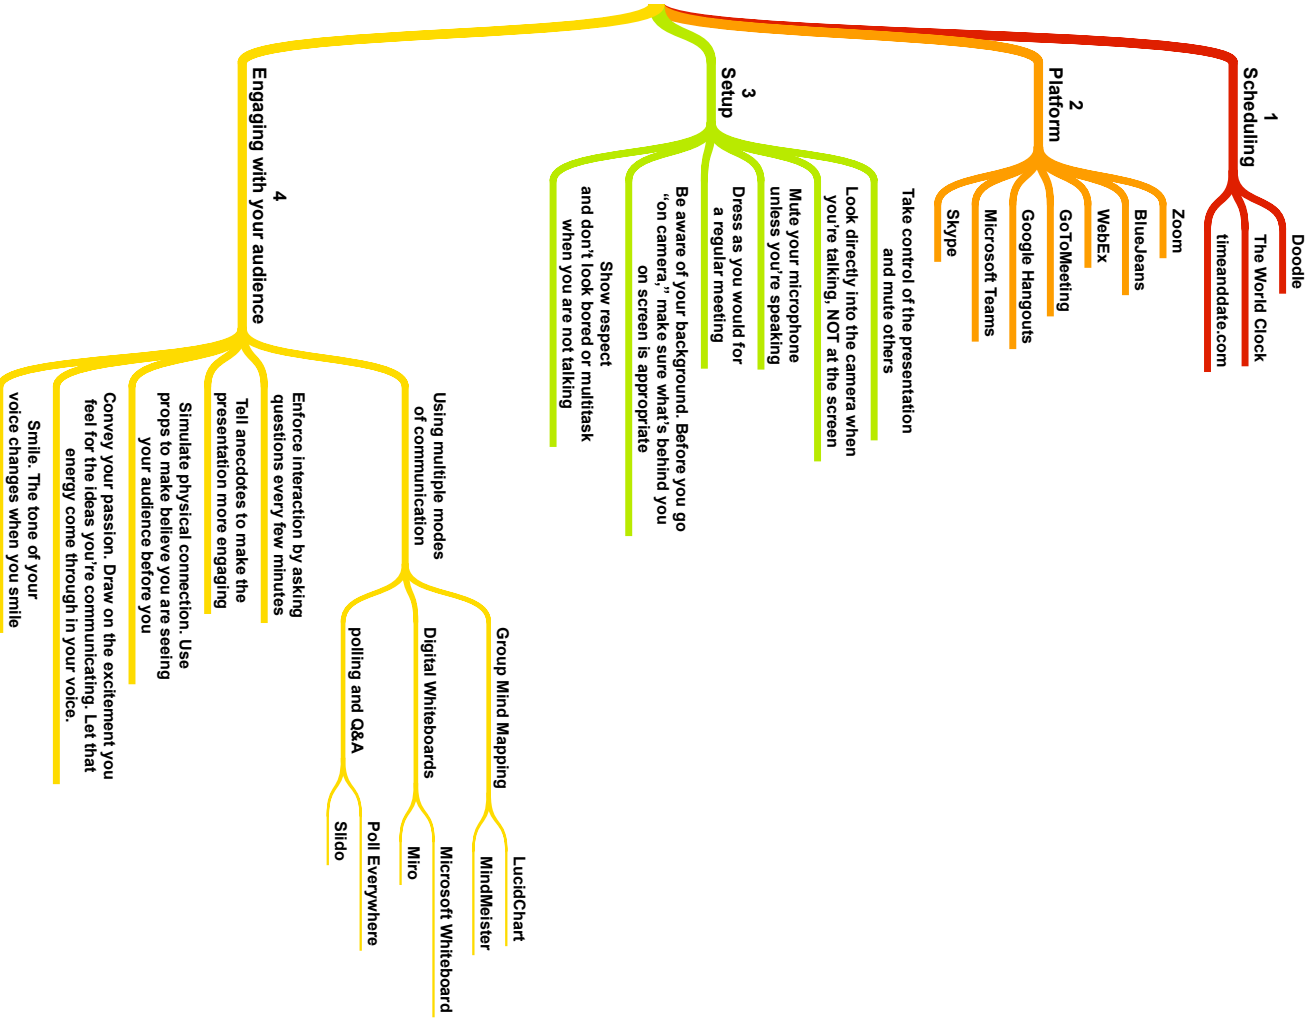 1
Scheduling
Doodle
The World Clock
timeanddate.com
2
Platform
Zoom
BlueJeans
WebEx
GoToMeeting
Google Hangouts
Microsoft Teams
Skype
3
Setup
Take control of the presentation
and mute others
Look directly into the camera when
you're talking, NOT at the screen
Mute your microphone
unless you're speaking
Dress as you would for
a regular meeting
Be aware of your background. Before you go
“on camera,” make sure what's behind you
on screen is appropriate
Show respect
and don't look bored or multitask
when you are not talking
4
Engaging with your audience
Using multiple modes
of communication
Group Mind Mapping
LucidChart
MindMeister
Digital Whiteboards
Microsoft Whiteboard
Miro
polling and Q&A
Poll Everywhere
Slido
Enforce interaction by asking
questions every few minutes
Tell anecdotes to make the
presentation more engaging
Simulate physical connection. Use
props to make believe you are seeing
your audience before you
Convey your passion. Draw on the excitement you
feel for the ideas you're communicating. Let that
energy come through in your voice.
Smile. The tone of your
voice changes when you smile